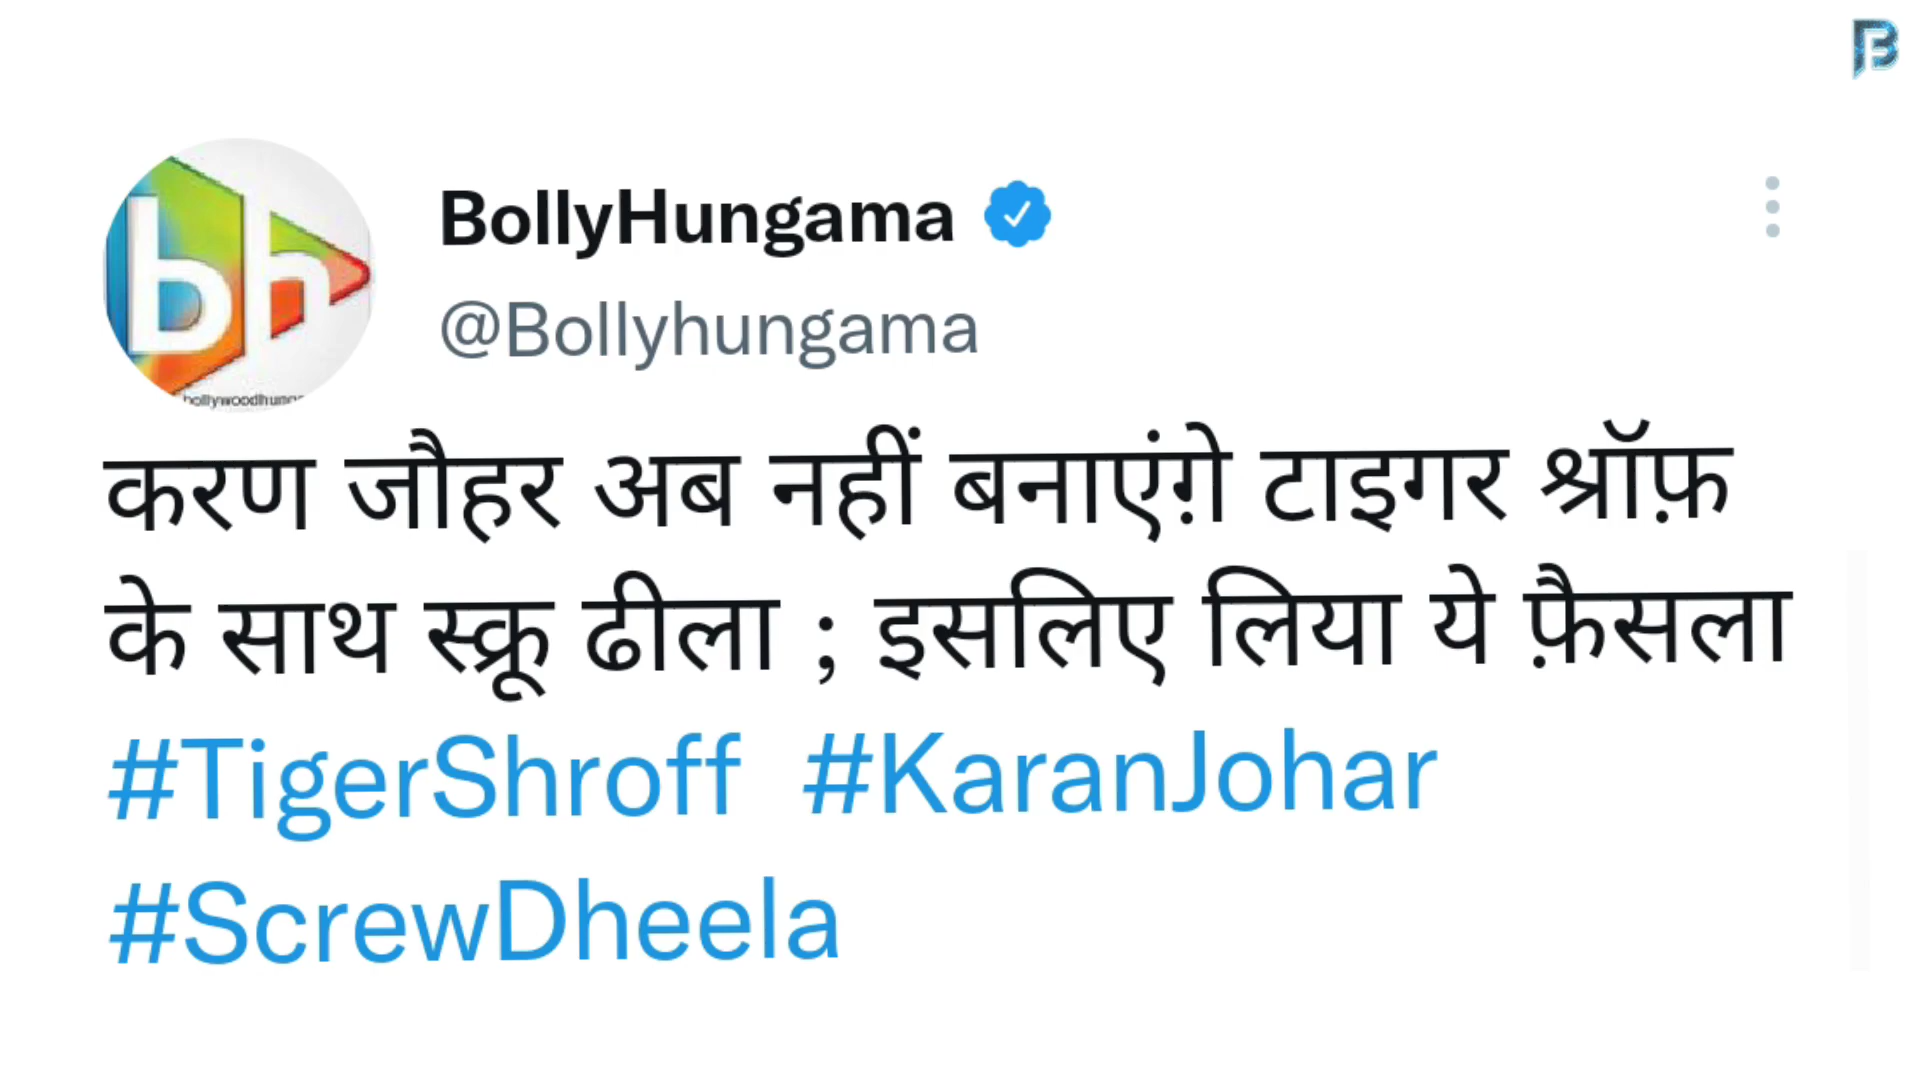 BollyHungama
@Bollyhungama
करण जौहर अब नहीं बनाएंग़े टाइगर श्रॉफ़
के साथ स्क्रू ढीला ; इसलिए लिया ये फ़ैसला
#TigerShroff #KaranJohar
#ScrewDheela